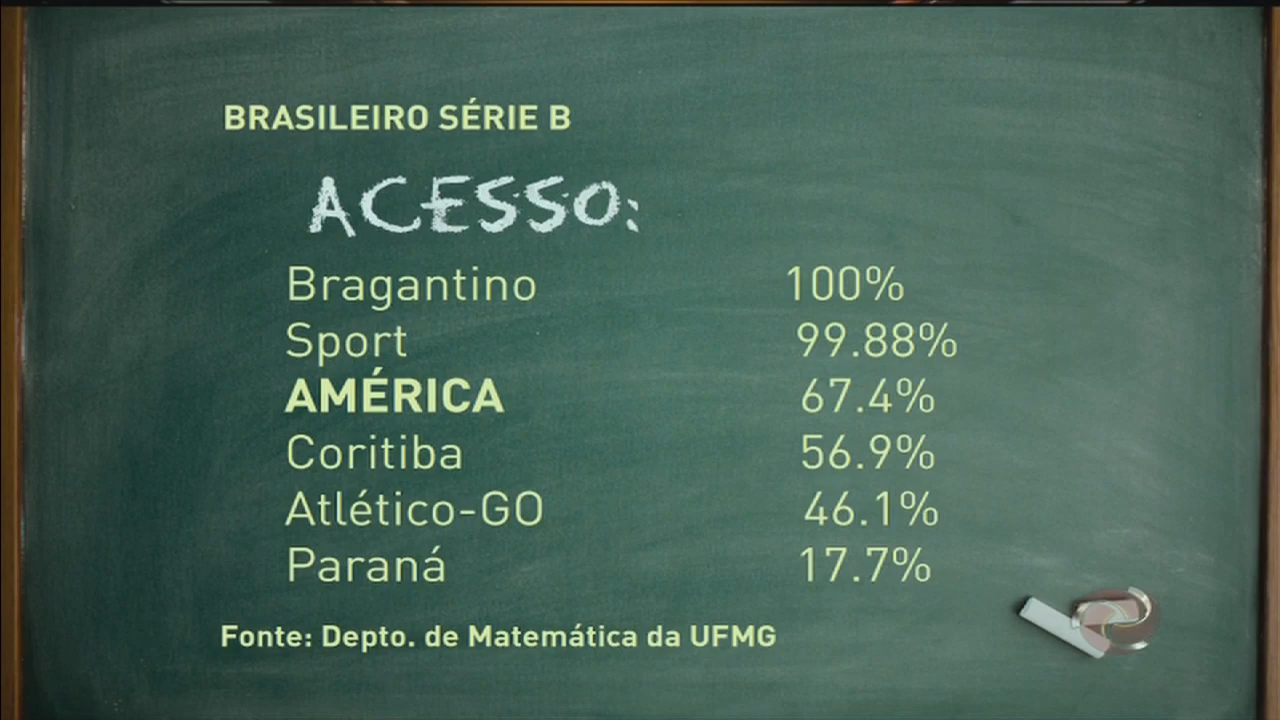 BRASILEIRO SÉRIE B
ACESSO:
Bragantino 100%
Sport 99.88%
AMÉRICA 67.4%
Coritiba 56.9%
Atlético-GO 46.1%
Paraná 17.7%
Fonte: Depto. de Matemática da UFMG